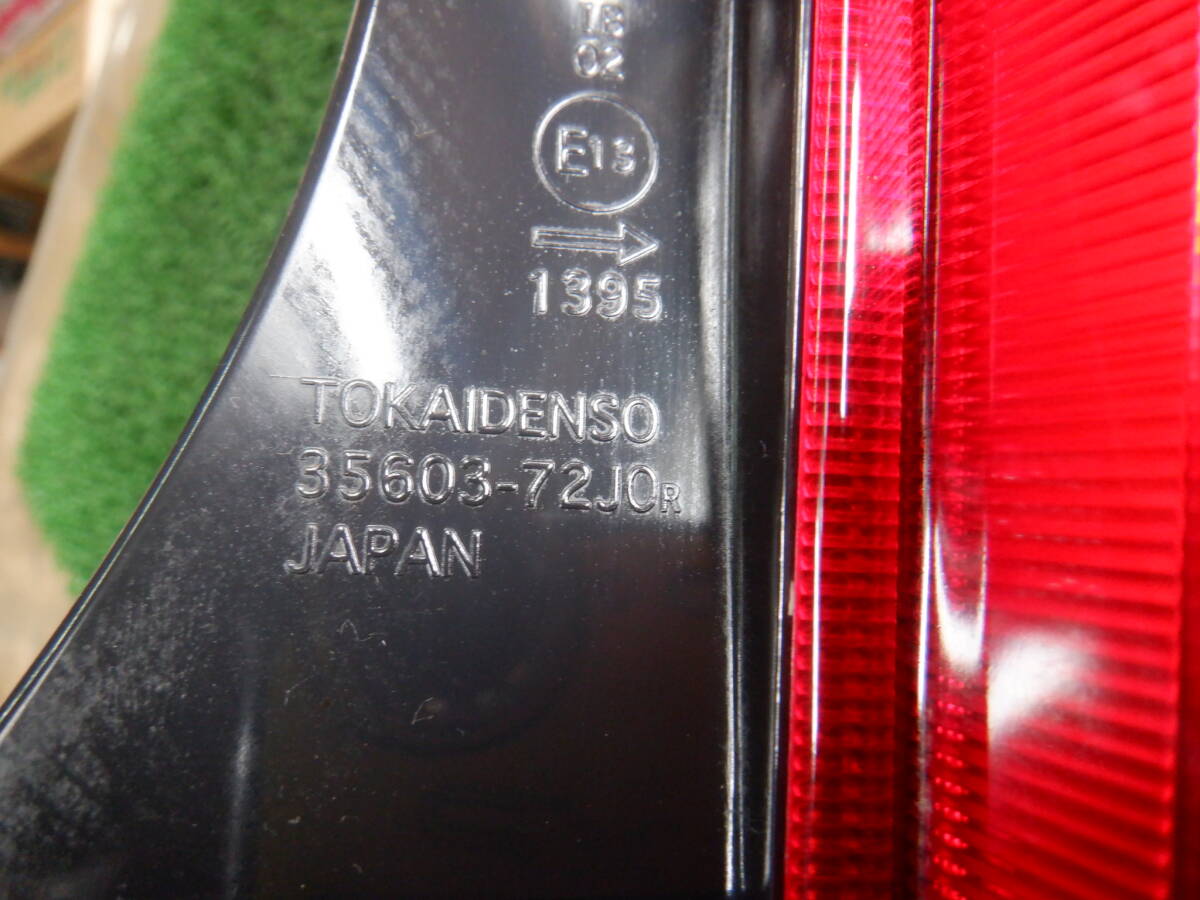 02
E13
1395
TOKAIDENSO
35603-72J0R
JAPAN